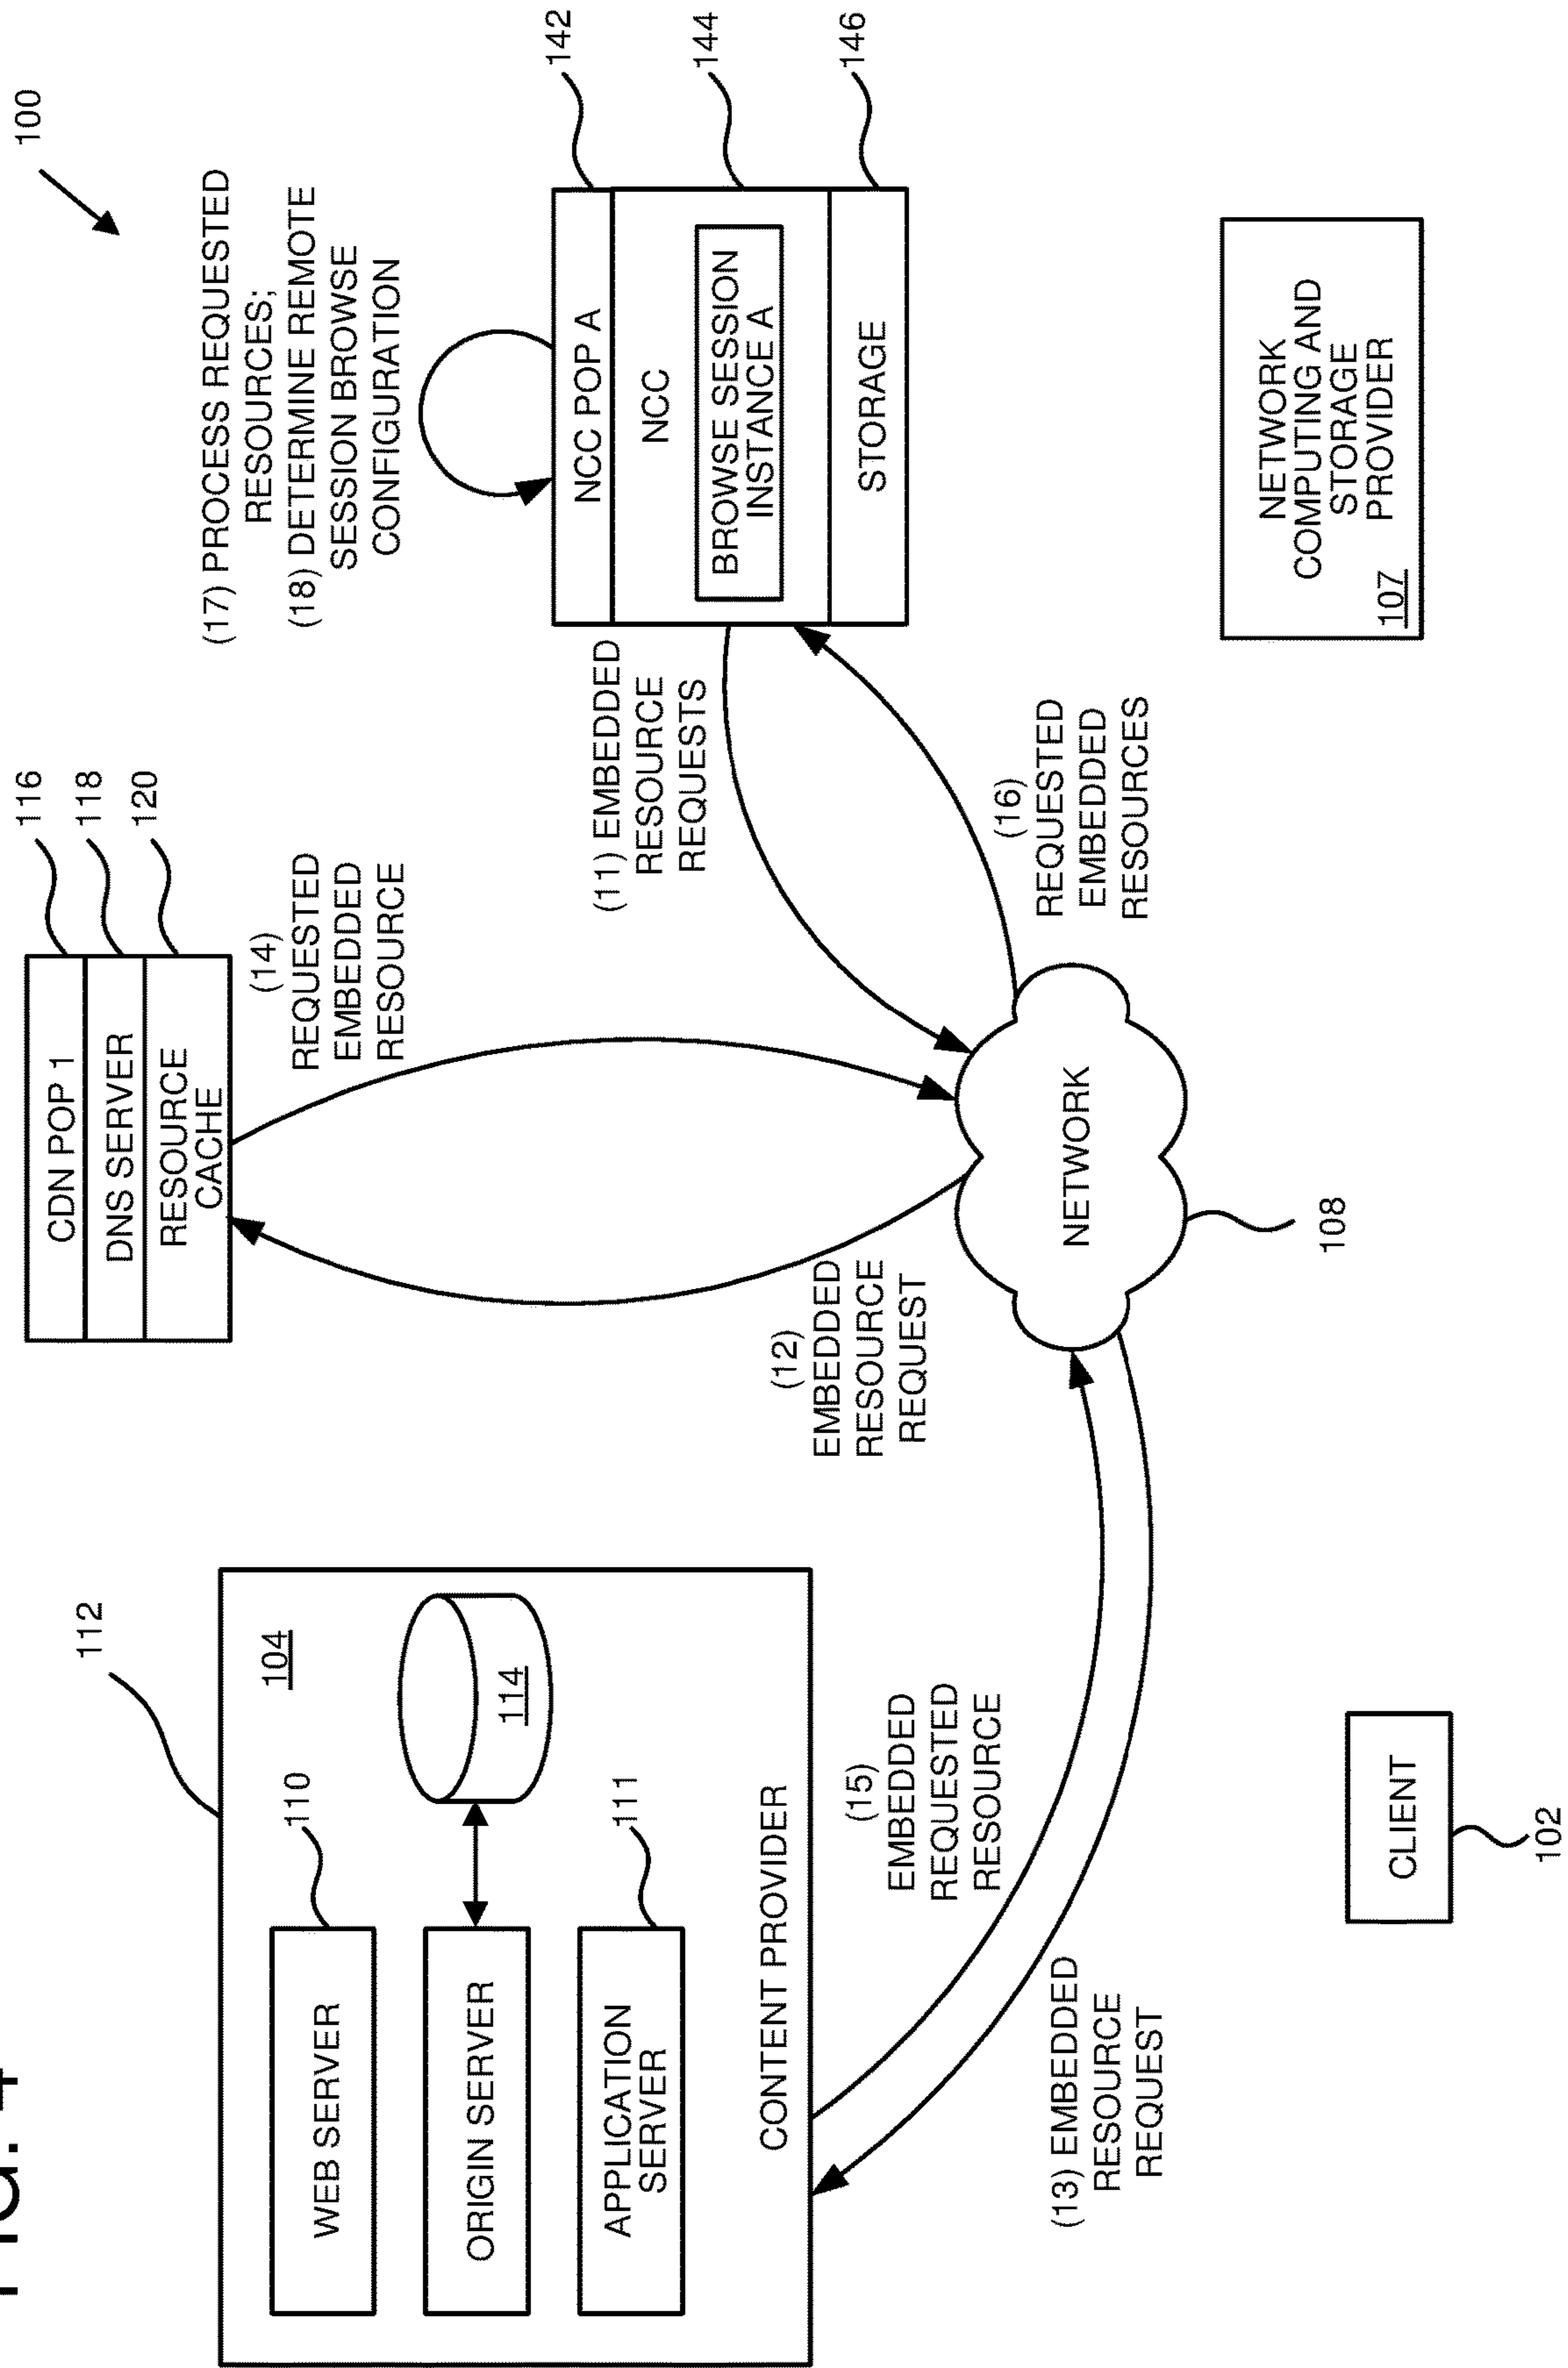 FIG. 4
100
112
104
110
WEB SERVER
ORIGIN SERVER
114
111
APPLICATION
SERVER
CONTENT PROVIDER
116
118
120
CDN POP 1
DNS SERVER
RESOURCE
CACHE
(14)
REQUESTED
EMBEDDED
RESOURCE
(12)
EMBEDDED
RESOURCE
REQUEST
(17) PROCESS REQUESTED
RESOURCES;
(18) DETERMINE REMOTE
SESSION BROWSE
CONFIGURATION
142
144
146
NCC POP A
NCC
BROWSE SESSION
INSTANCE A
STORAGE
(11) EMBEDDED
RESOURCE
REQUESTS
(16)
REQUESTED
EMBEDDED
RESOURCES
(15)
EMBEDDED
REQUESTED
RESOURCE
(13) EMBEDDED
RESOURCE
REQUEST
NETWORK
108
CLIENT
102
NETWORK
COMPUTING AND
STORAGE
PROVIDER
107